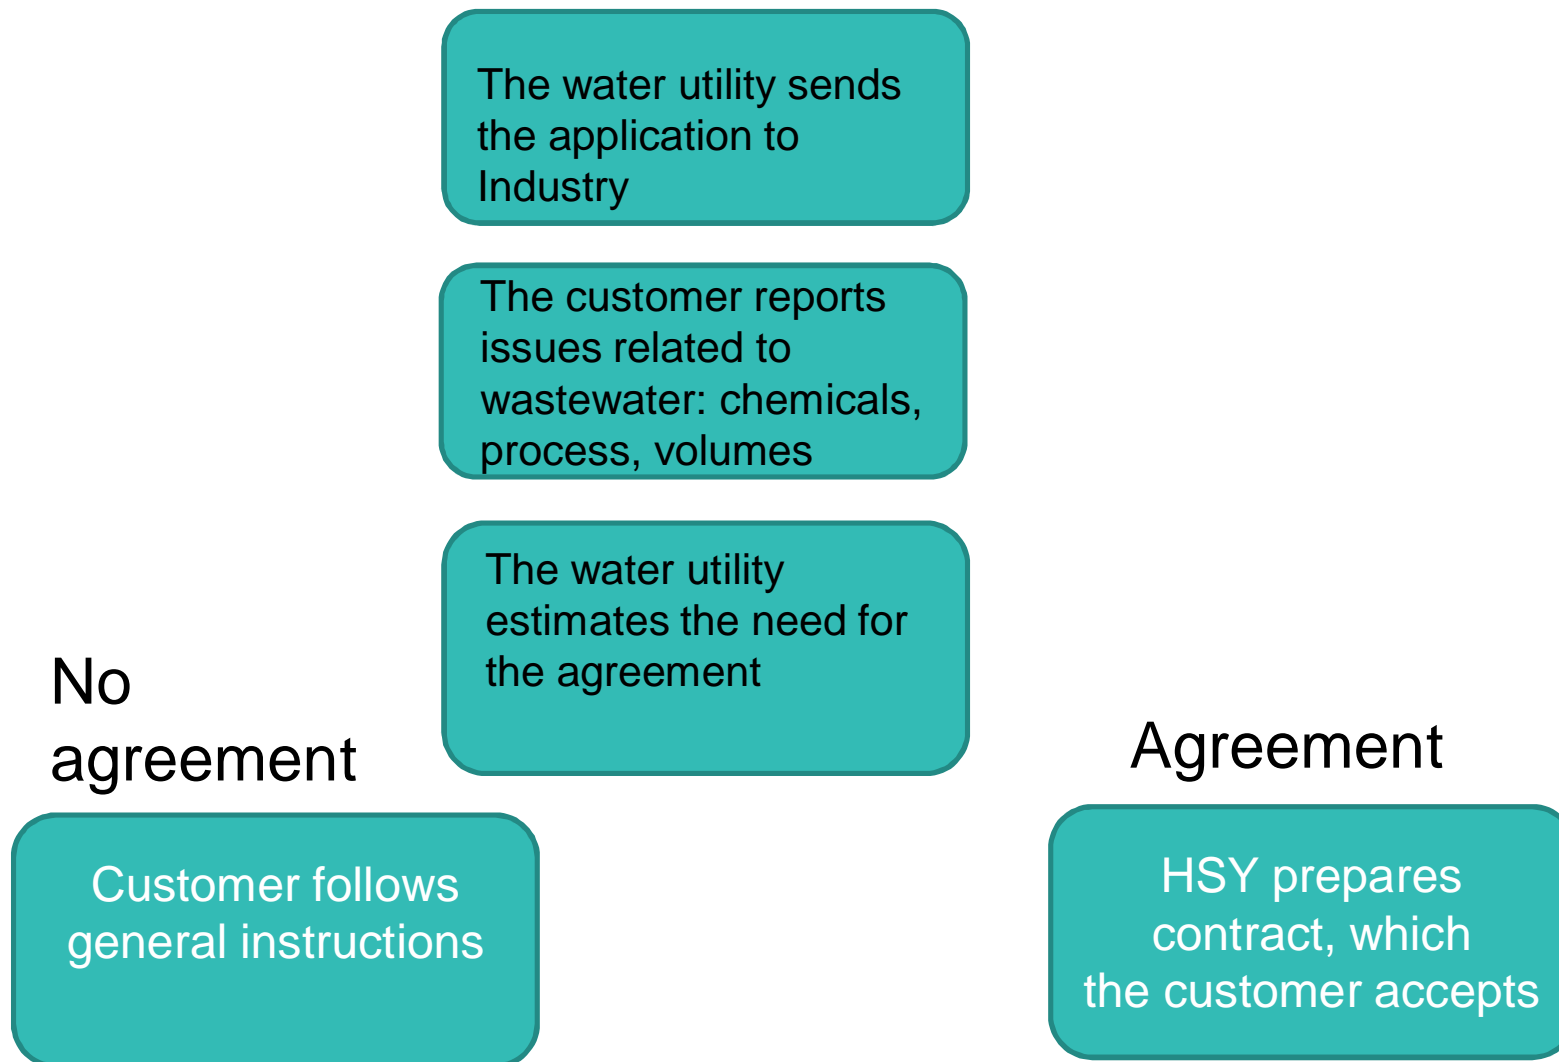 The water utility sends
the application to
Industry
The customer reports
issues related to
wastewater: chemicals,
process, volumes
The water utility
estimates the need for
the agreement
No
agreement
Customer follows
general instructions
Agreement
HSY prepares
contract, which
the customer accepts